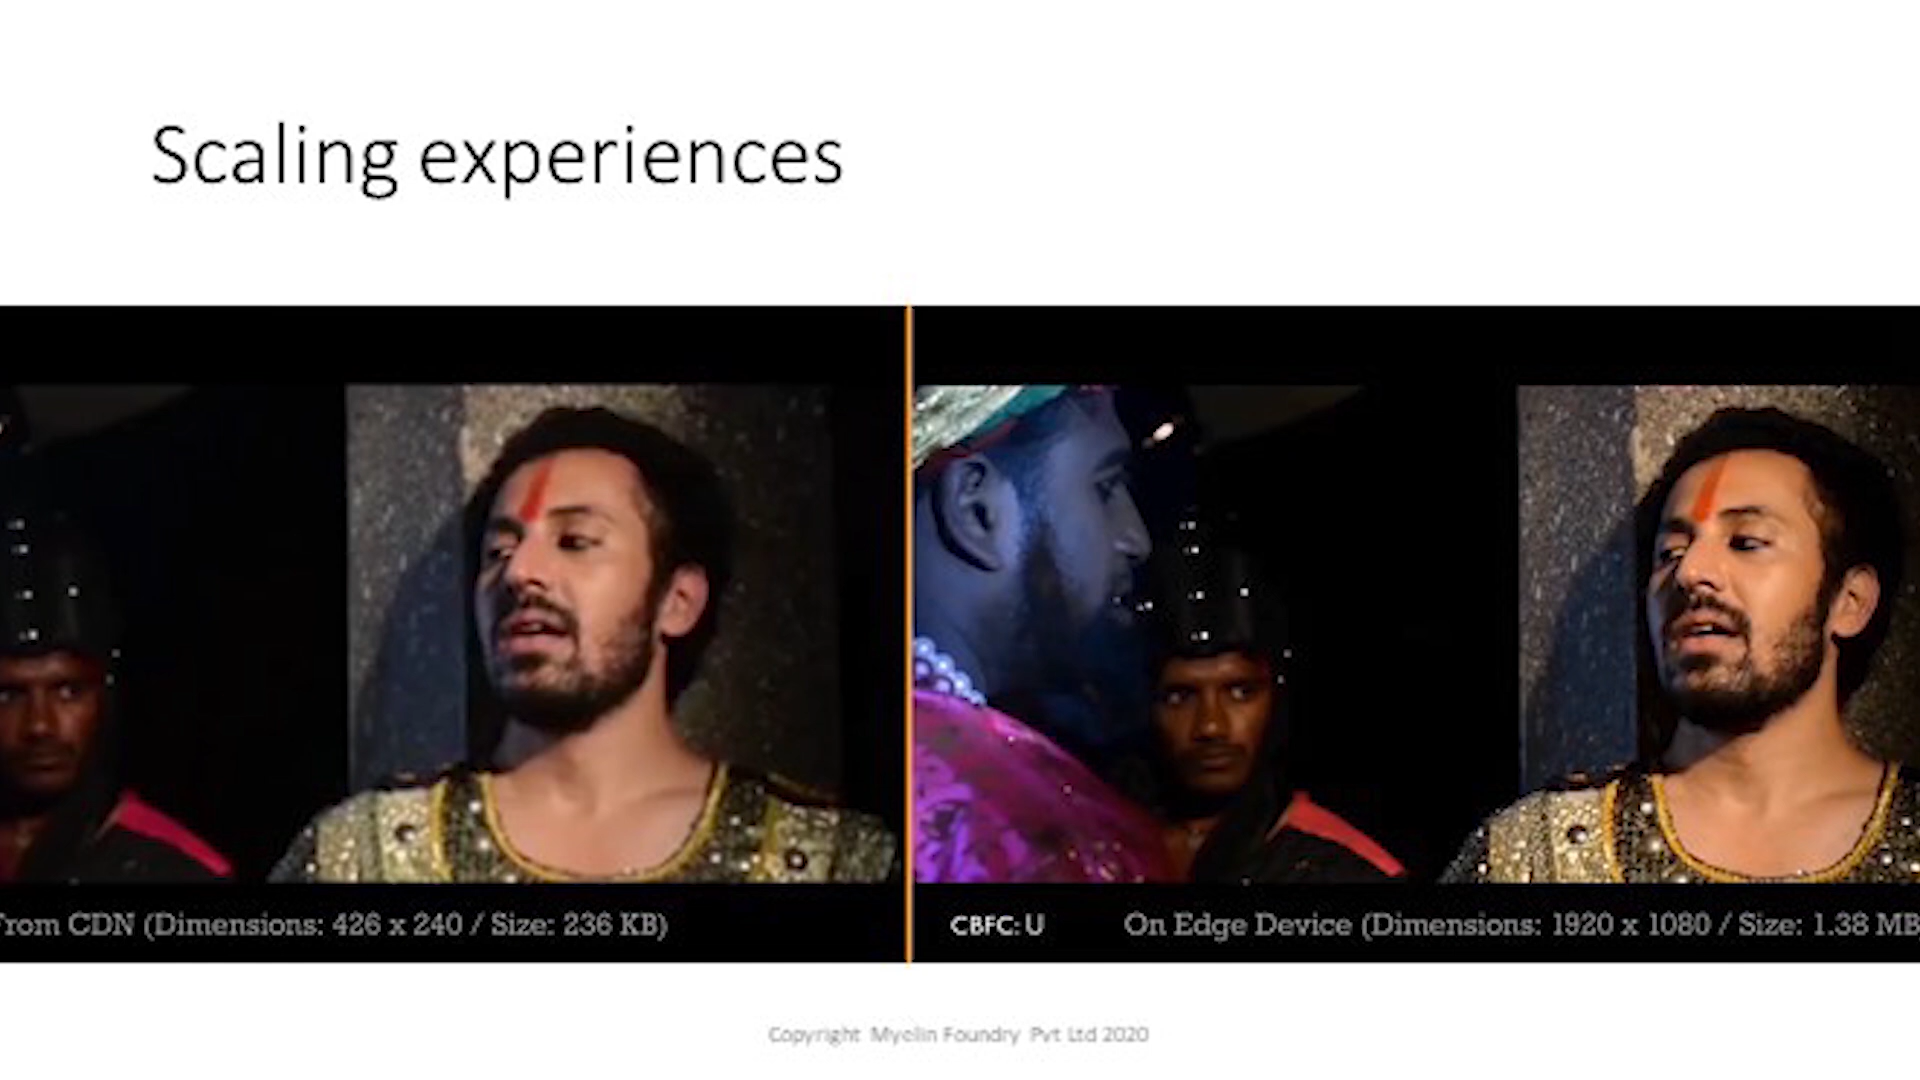 Scaling experiences
From CDN (Dimensions: 426 x 240 / Size: 236 KB)
CBFC: U
On Edge Device (Dimensions: 1920 x 1080 / Size: 1.38 MB
Copyright Myelin Foundry Pvt Ltd 2020